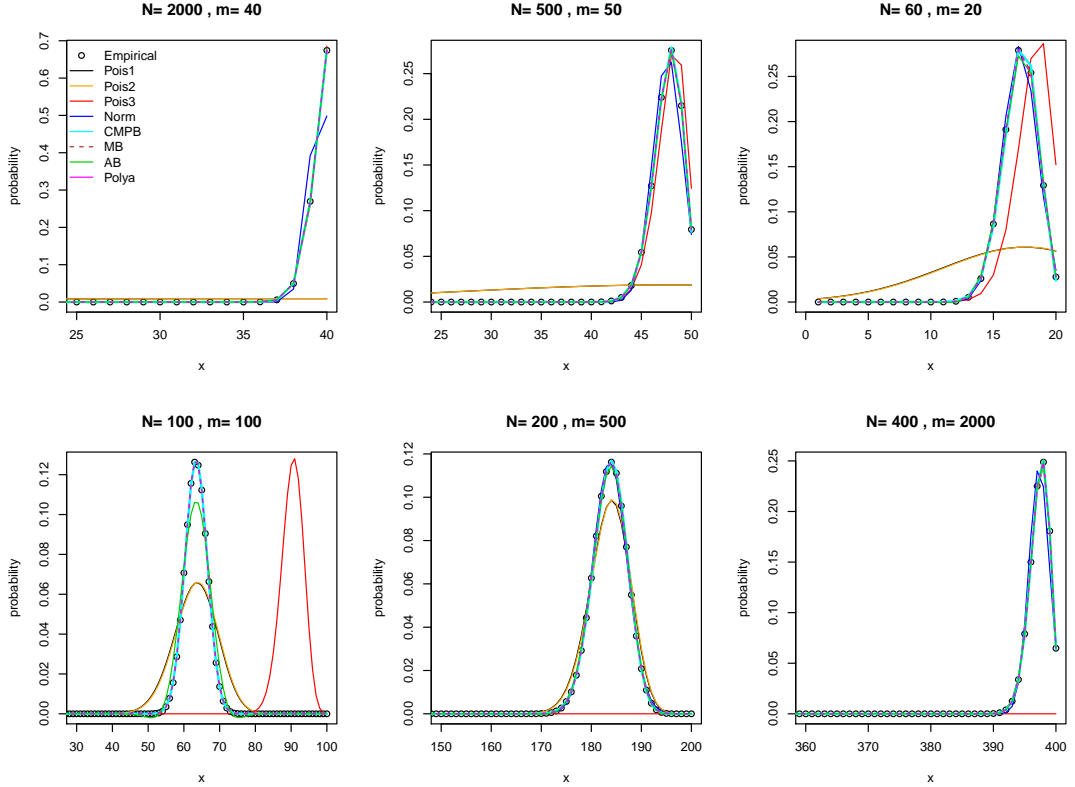 N= 2000 , m= 40
N= 500 , m= 50
N= 60 , m= 20
probability
0.0 0.1 0.2 0.3 0.4 0.5 0.6 0.7
Empirical
Pois1
Pois2
Pois3
Norm
CMPB
MB
AB
Polya
25 30 35 40
x
probability
0.00 0.05 0.10 0.15 0.20 0.25
25 30 35 40 45 50
x
probability
0.00 0.05 0.10 0.15 0.20 0.25
0 5 10 15 20
x
N= 100 , m= 100
N= 200 , m= 500
N= 400 , m= 2000
probability
0.00 0.02 0.04 0.06 0.08 0.10 0.12
30 40 50 60 70 80 90 100
x
probability
0.00 0.02 0.04 0.06 0.08 0.10 0.12
150 160 170 180 190 200
x
probability
0.00 0.05 0.10 0.15 0.20 0.25
360 370 380 390 400
x